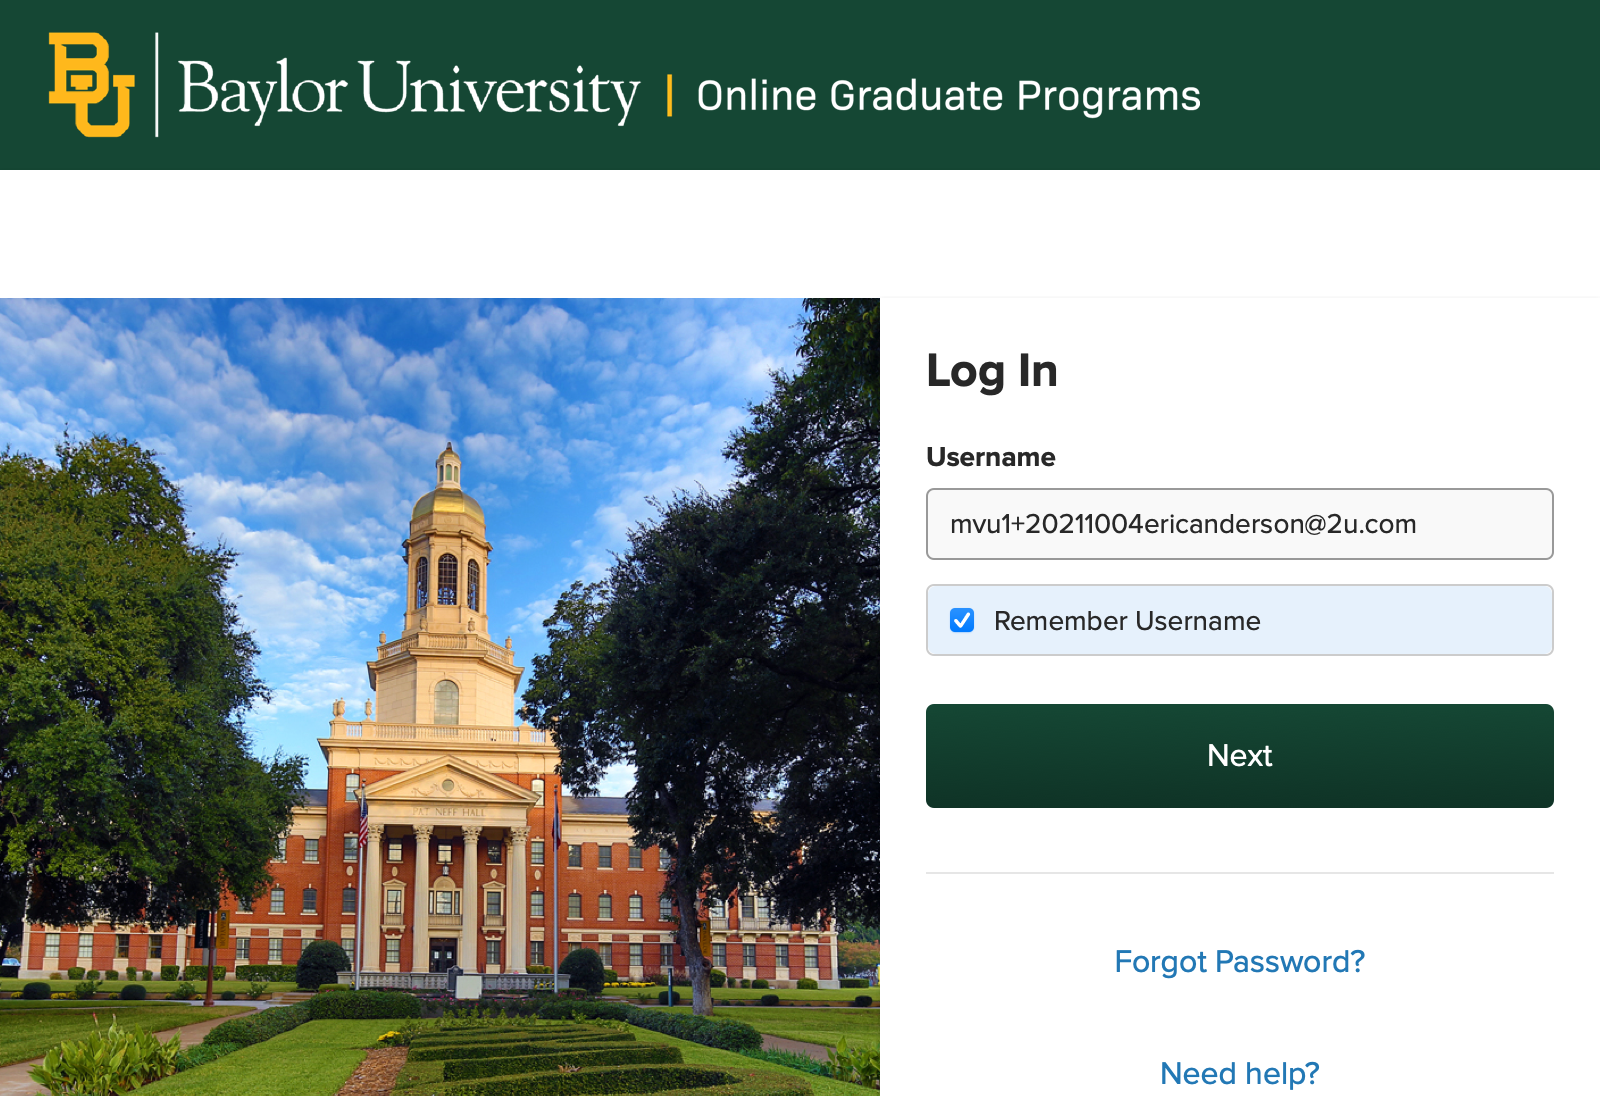 BU Baylor University | Online Graduate Programs
PAT NEFF HALL
Log In
Username
mvu1+20211004ericanderson@2u.com
Remember Username
Next
Forgot Password?
Need help?